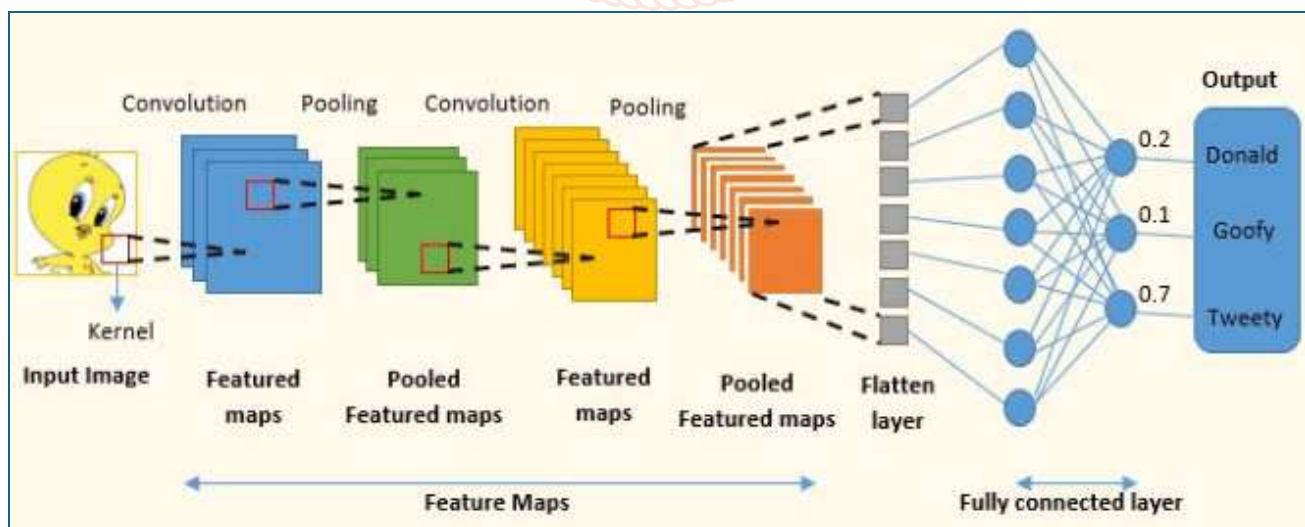 Convolution
Pooling
Convolution
Pooling
Output
0.2
Donald
0.1
Goofy
0.7
Tweety
Kernel
Input Image
Featured
maps
Pooled
Featured maps
Featured
maps
Pooled
Featured maps
Flatten
layer
Feature Maps
Fully connected layer